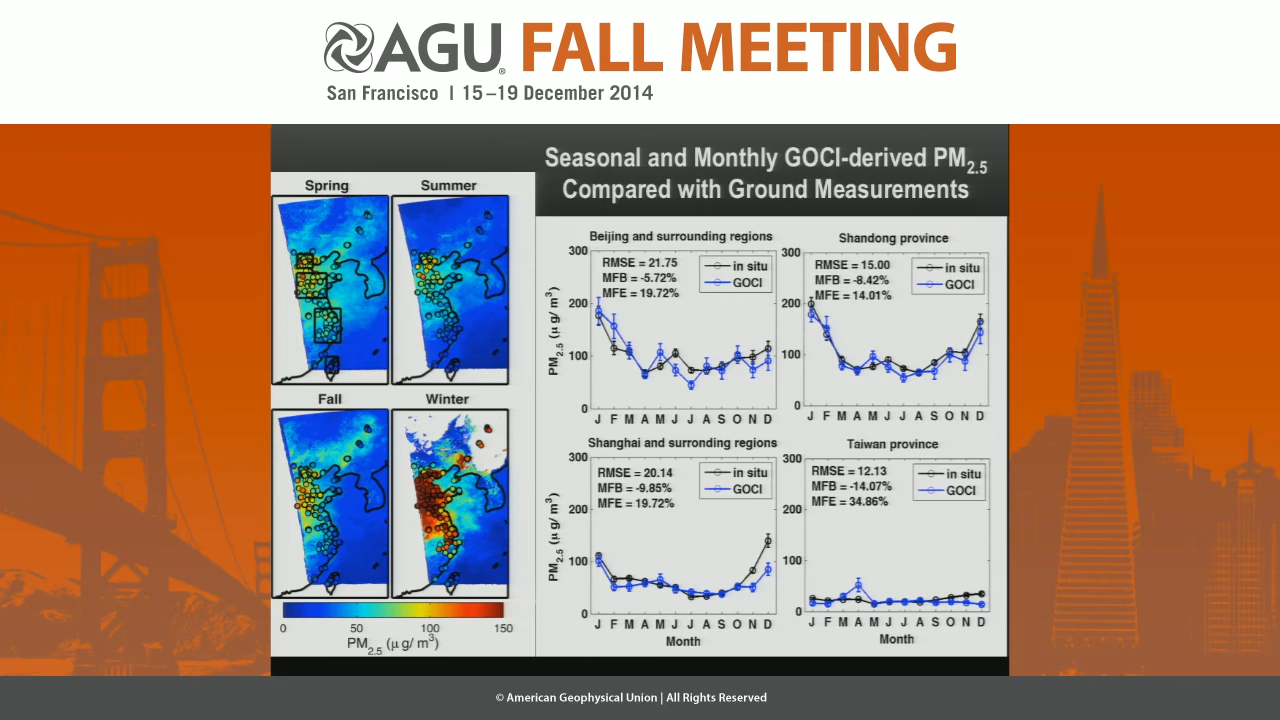 AGU FALL MEETING
San Francisco | 15–19 December 2014
Seasonal and Monthly GOCI-derived PM2.5
Compared with Ground Measurements
Spring
Summer
Fall
Winter
0 50 100 150
PM2.5 (μ g/ m3)
Beijing and surrounding regions
300
200
100
0
PM2.5 (μ g/ m3)
RMSE = 21.75
MFB = -5.72%
MFE = 19.72%
in situ
GOCI
J F M A M J J A S O N D
Shandong province
300
200
100
0
RMSE = 15.00
MFB = -8.42%
MFE = 14.01%
in situ
GOCI
J F M A M J J A S O N D
Shanghai and surronding regions
300
200
100
0
PM2.5 (μ g/ m3)
RMSE = 20.14
MFB = -9.85%
MFE = 19.72%
in situ
GOCI
J F M A M J J A S O N D
Month
Taiwan province
300
200
100
0
RMSE = 12.13
MFB = -14.07%
MFE = 34.86%
in situ
GOCI
J F M A M J J A S O N D
Month
© American Geophysical Union | All Rights Reserved